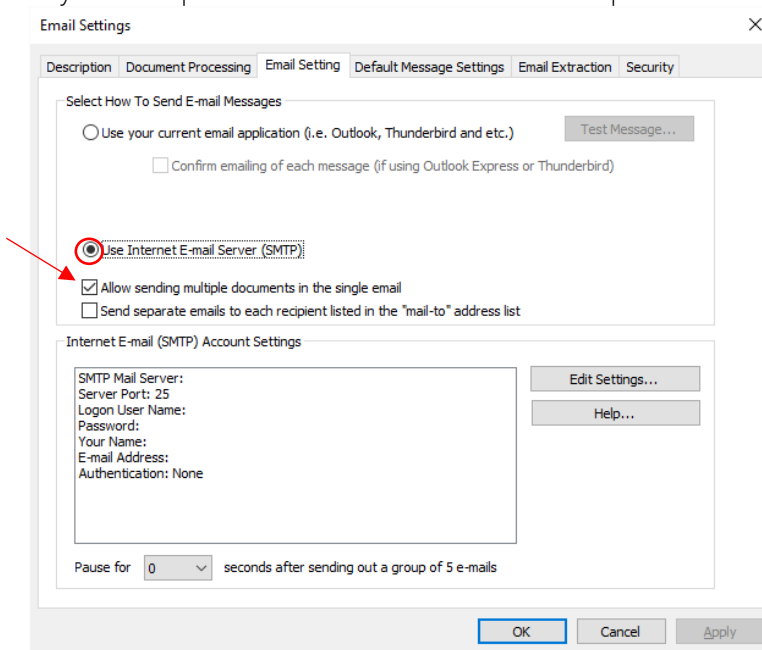 Email Settings
Description Document Processing Email Setting Default Message Settings Email Extraction Security
Select How To Send E-mail Messages
Use your current email application (i.e. Outlook, Thunderbird and etc.) Test Message...
Confirm emailing of each message (if using Outlook Express or Thunderbird)
Use Internet E-mail Server (SMTP)
Allow sending multiple documents in the single email
Send separate emails to each recipient listed in the "mail-to" address list
Internet E-mail (SMTP) Account Settings
SMTP Mail Server:
Server Port: 25
Logon User Name:
Password:
Your Name:
E-mail Address:
Authentication: None
Edit Settings...
Help...
Pause for 0 seconds after sending out a group of 5 e-mails
OK Cancel Apply